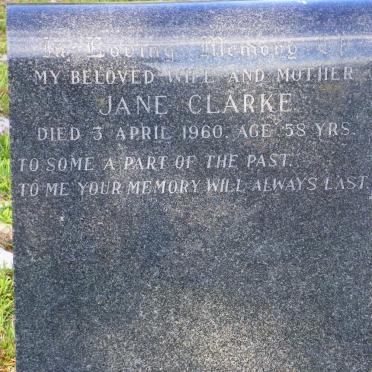 In Loving Memory Of
MY BELOVED WIFE AND MOTHER
JANE CLARKE
DIED 3 APRIL 1960. AGE 58 YRS.
TO SOME A PART OF THE PAST.
TO ME YOUR MEMORY WILL ALWAYS LAST.